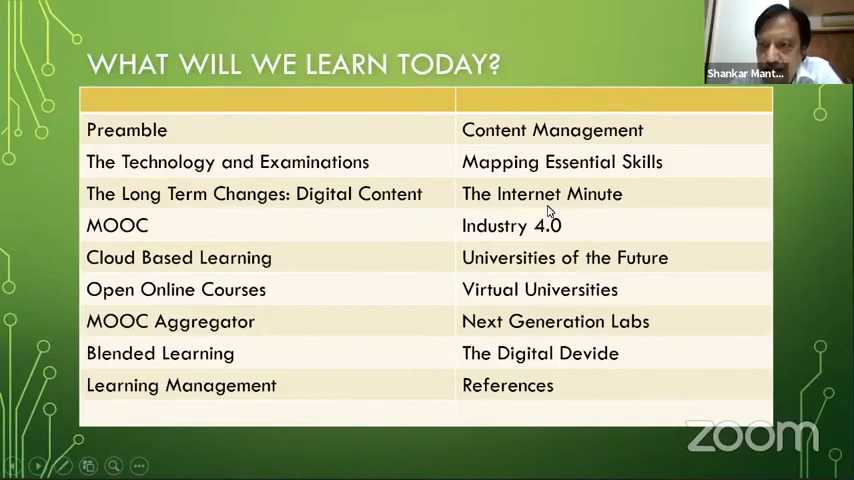 WHAT WILL WE LEARN TODAY?
Shankar Mant...
Preamble
Content Management
The Technology and Examinations
Mapping Essential Skills
The Long Term Changes: Digital Content
The Internet Minute
MOOC
Industry 4.0
Cloud Based Learning
Universities of the Future
Open Online Courses
Virtual Universities
MOOC Aggregator
Next Generation Labs
Blended Learning
The Digital Devide
Learning Management
References
zoom